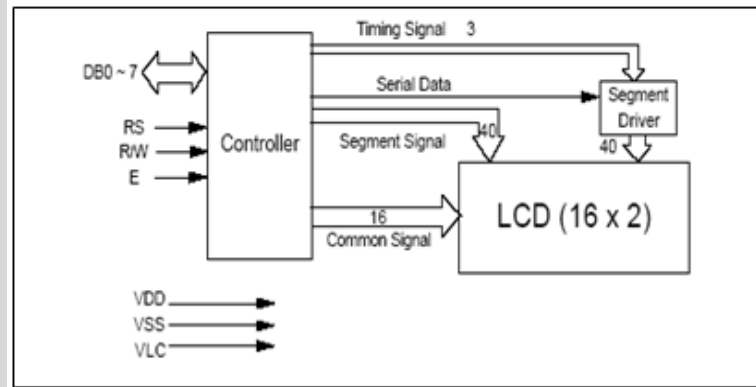 Timing Signal 3
DB0 ~ 7
Serial Data
Segment Driver
RS
R/W
E
Controller
40
Segment Signal
40
LCD (16 x 2)
16
Common Signal
VDD
VSS
VLC